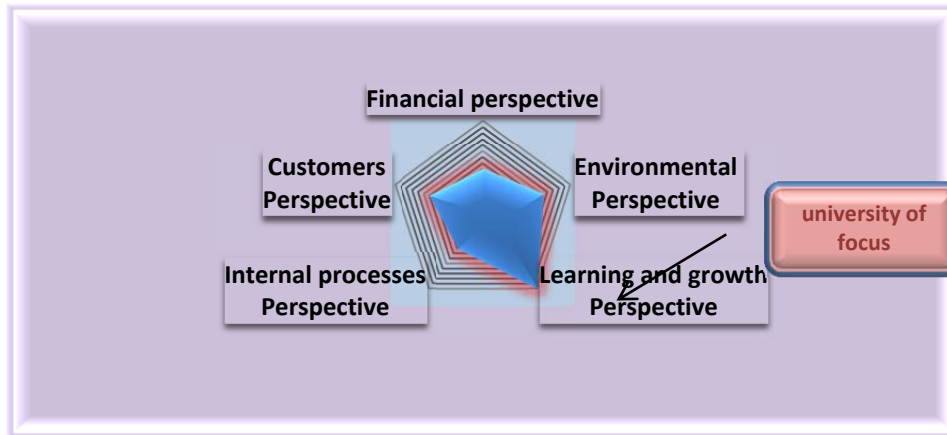 Financial perspective
Customers
Perspective
Environmental
Perspective
university of
focus
Internal processes
Perspective
Learning and growth
Perspective